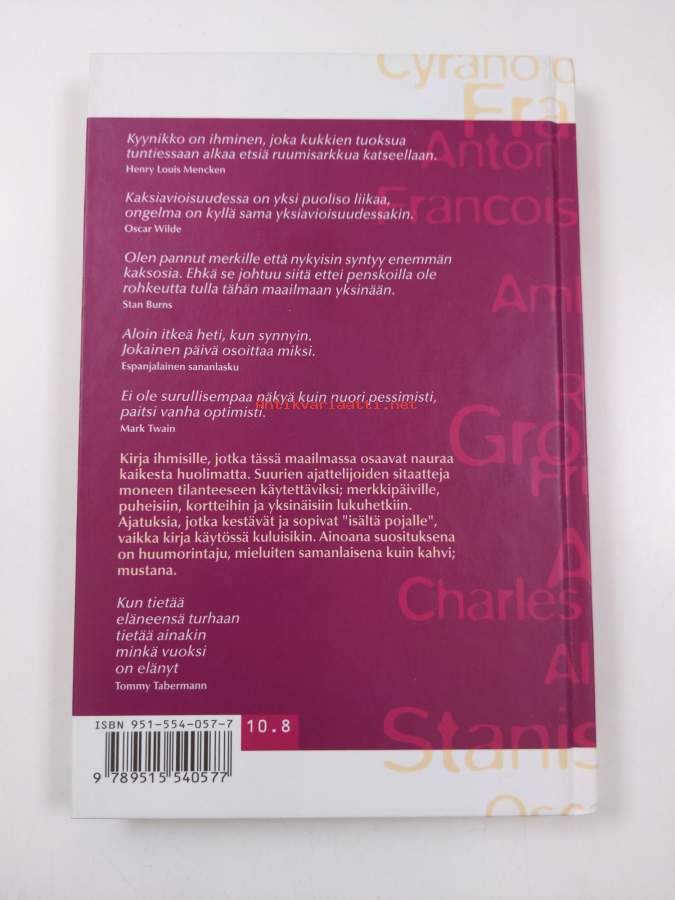 Cyrano d
Fra
Anton
Francois
Kyynikko on ihminen, joka kukkien tuoksua
tuntiessaan alkaa etsiä ruumisarkkua katseellaan.
Henry Louis Mencken
Kaksiavioisuudessa on yksi puoliso liikaa,
ongelma on kyllä sama yksiavioisuudessakin.
Oscar Wilde
Olen pannut merkille että nykyisin syntyy enemmän
kaksosia. Ehkä se johtuu siitä ettei penskoilla ole
rohkeutta tulla tähän maailmaan yksinään.
Stan Burns
Am
Aloin itkeä heti, kun synnyin.
Jokainen päivä osoittaa miksi.
Espanjalainen sananlasku
R
Ei ole surullisempaa näkyä kuin nuori pessimisti,
paitsi vanha optimisti.
Mark Twain
Antikvariaatti.net
Gro
Fri
Kirja ihmisille, jotka tässä maailmassa osaavat nauraa
kaikesta huolimatta. Suurien ajattelijoiden sitaatteja
moneen tilanteeseen käytettäviksi; merkkipäiville,
puheisiin, kortteihin ja yksinäisiin lukuhetkiin.
Ajatuksia, jotka kestävät ja sopivat "isältä pojalle",
vaikka kirja käytössä kuluisikin. Ainoana suosituksena
on huumorintaju, mieluiten samanlaisena kuin kahvi;
mustana.
A
Charles
Al
Kun tietää
eläneensä turhaan
tietää ainakin
minkä vuoksi
on elänyt
Tommy Tabermann
Stanis
Osc
ISBN 951-554-057-7
10.8
9 789515 540577